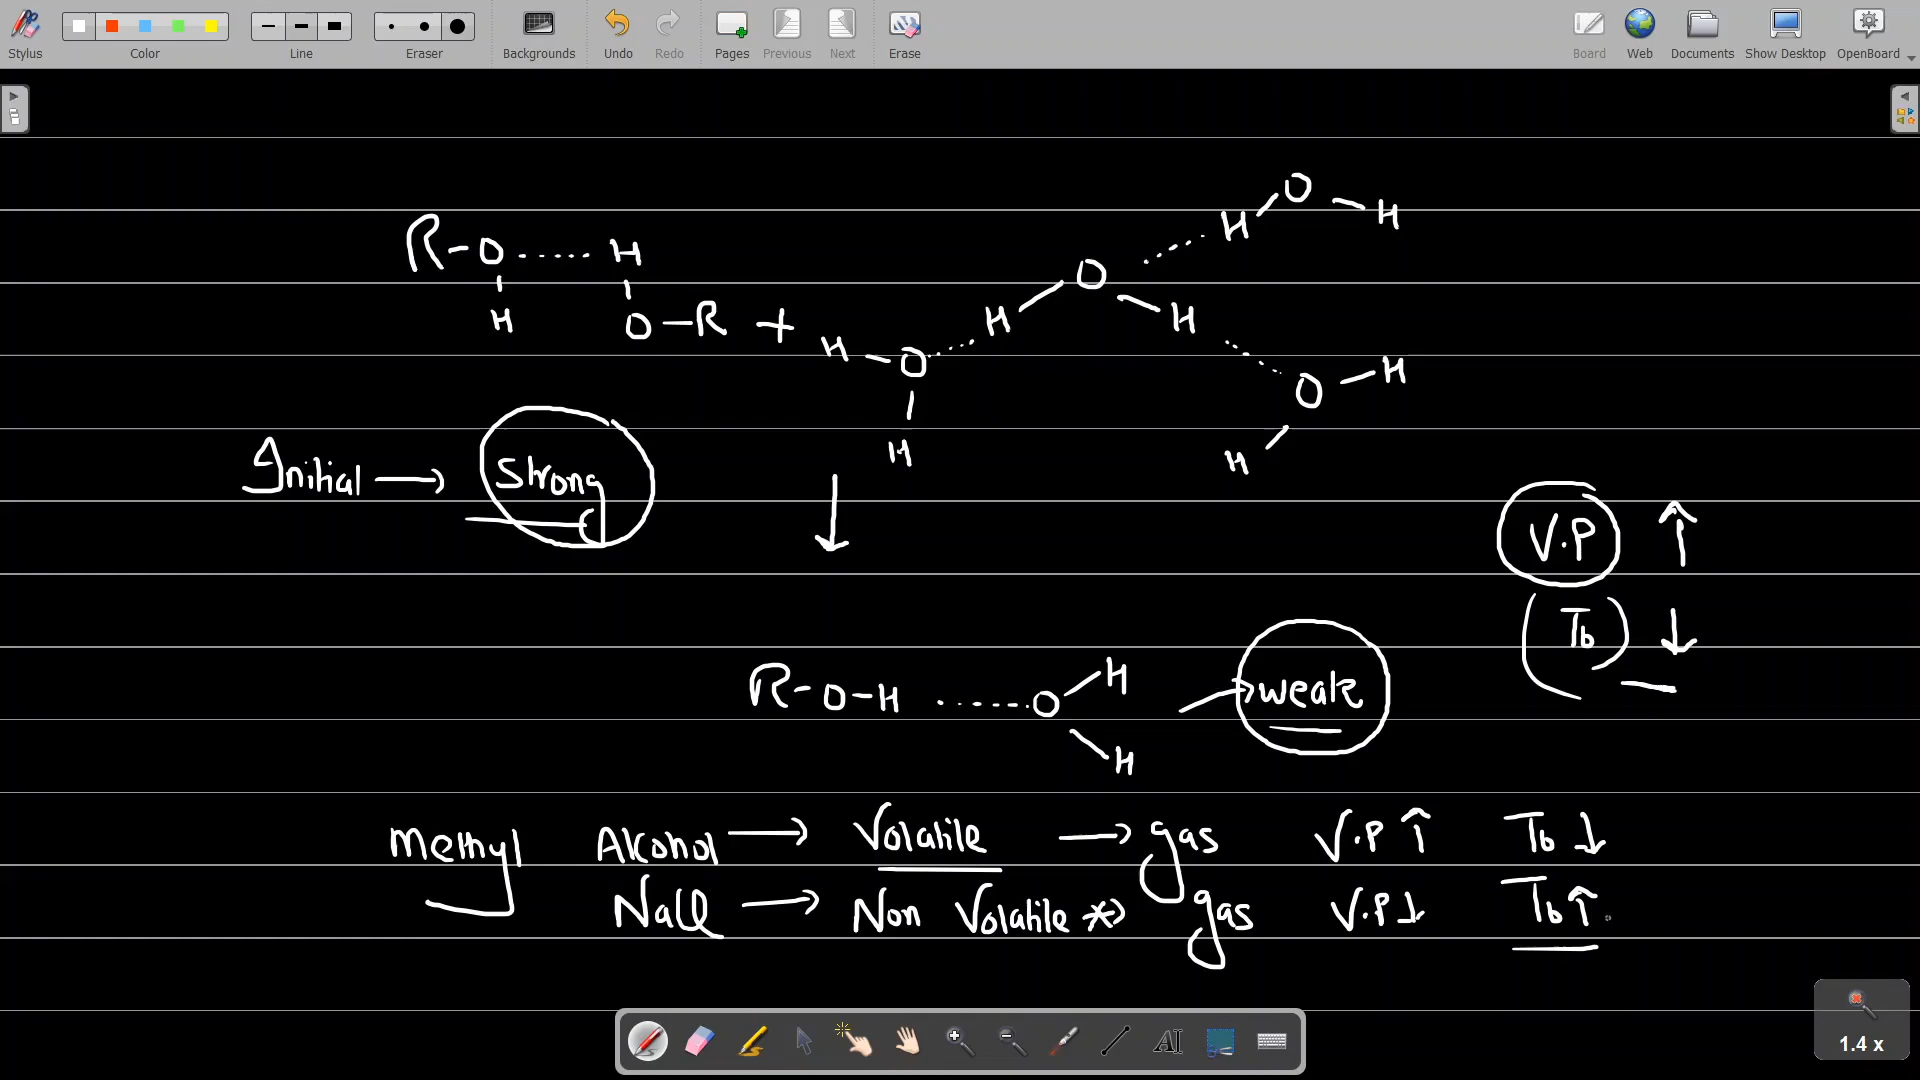 Stylus Color Line Eraser Backgrounds Undo Redo Pages Previous Next Erase Board Web Documents Show Desktop OpenBoard
O
H H
R-O ...... H
O
H O-R + H H
H O
H
O H
H
H
Initial → Strong
V.P ↑
Tb ↓
R-O-H ...... O H
→ weak
H
Methyl Alcohol → Volatile → gas V.P ↑ Tb ↓
NaCl → Non Volatile gas V.P ↓ Tb ↑
1.4 x